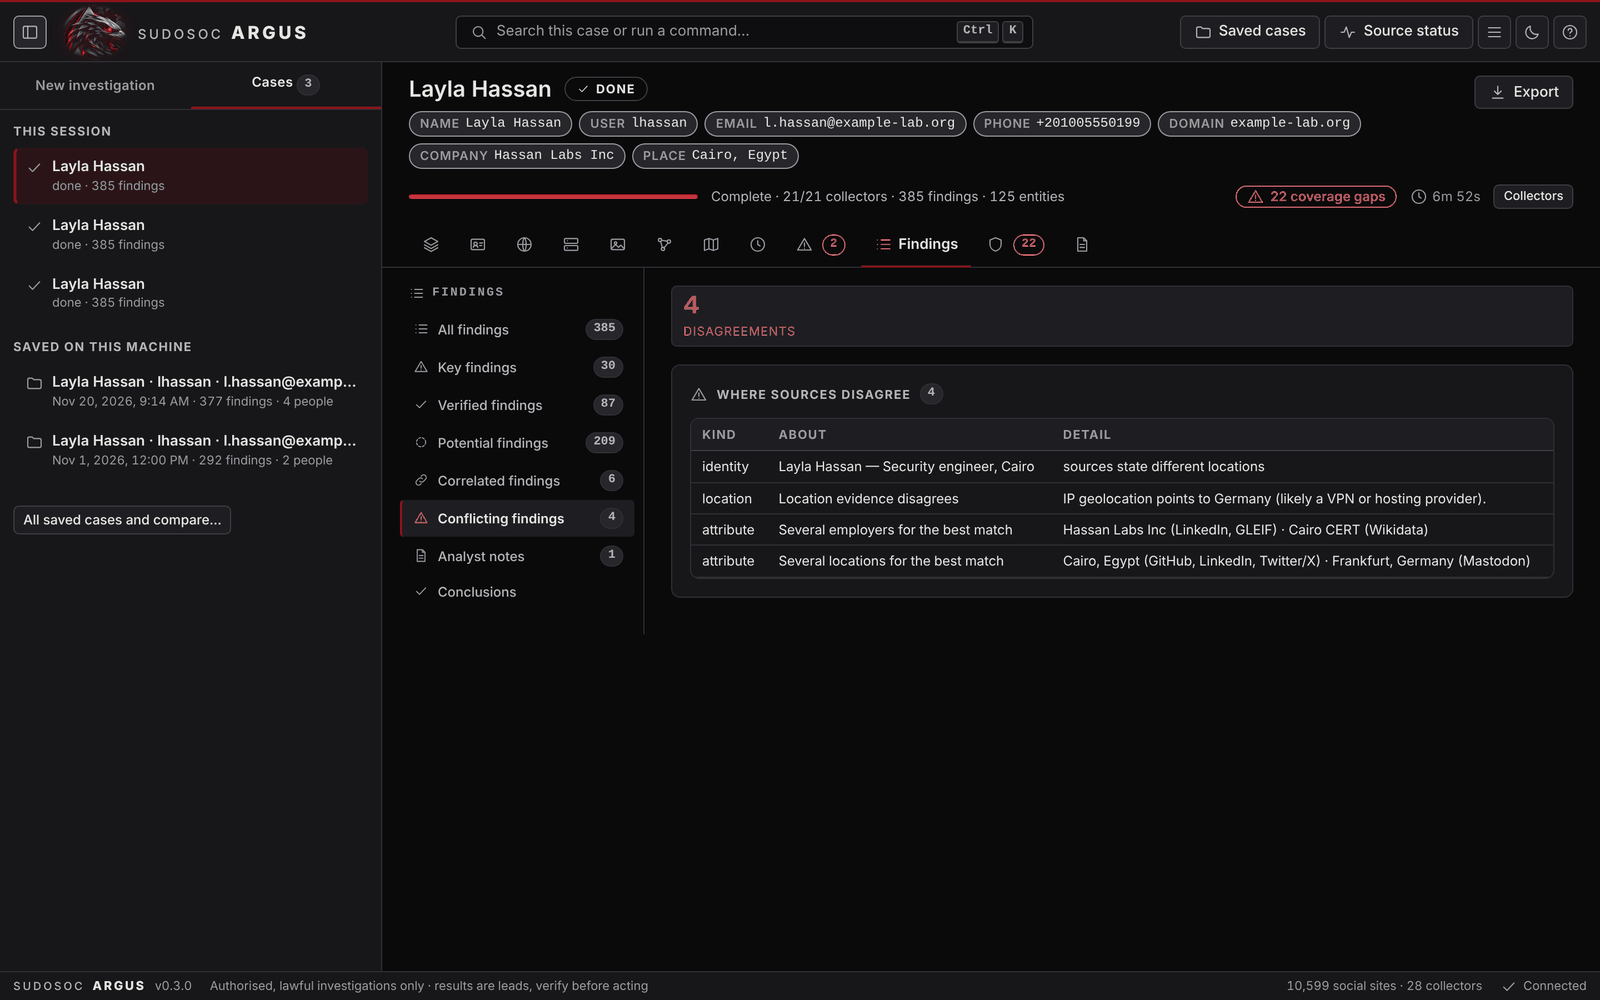 SUDOSOC ARGUS
Search this case or run a command...
Ctrl K
Saved cases
Source status
New investigation
Cases 3
THIS SESSION
Layla Hassan
done · 385 findings
Layla Hassan
done · 385 findings
Layla Hassan
done · 385 findings
SAVED ON THIS MACHINE
Layla Hassan · lhassan · l.hassan@examp...
Nov 20, 2026, 9:14 AM · 377 findings · 4 people
Layla Hassan · lhassan · l.hassan@examp...
Nov 1, 2026, 12:00 PM · 292 findings · 2 people
All saved cases and compare...
Layla Hassan
DONE
Export
NAME Layla Hassan
USER lhassan
EMAIL l.hassan@example-lab.org
PHONE +201005550199
DOMAIN example-lab.org
COMPANY Hassan Labs Inc
PLACE Cairo, Egypt
Complete · 21/21 collectors · 385 findings · 125 entities
22 coverage gaps
6m 52s
Collectors
2
Findings
22
FINDINGS
All findings 385
Key findings 30
Verified findings 87
Potential findings 209
Correlated findings 6
Conflicting findings 4
Analyst notes 1
Conclusions
4
DISAGREEMENTS
WHERE SOURCES DISAGREE 4
KIND ABOUT DETAIL
identity Layla Hassan — Security engineer, Cairo sources state different locations
location Location evidence disagrees IP geolocation points to Germany (likely a VPN or hosting provider).
attribute Several employers for the best match Hassan Labs Inc (LinkedIn, GLEIF) · Cairo CERT (Wikidata)
attribute Several locations for the best match Cairo, Egypt (GitHub, LinkedIn, Twitter/X) · Frankfurt, Germany (Mastodon)
SUDOSOC ARGUS v0.3.0 Authorised, lawful investigations only · results are leads, verify before acting
10,599 social sites · 28 collectors
Connected